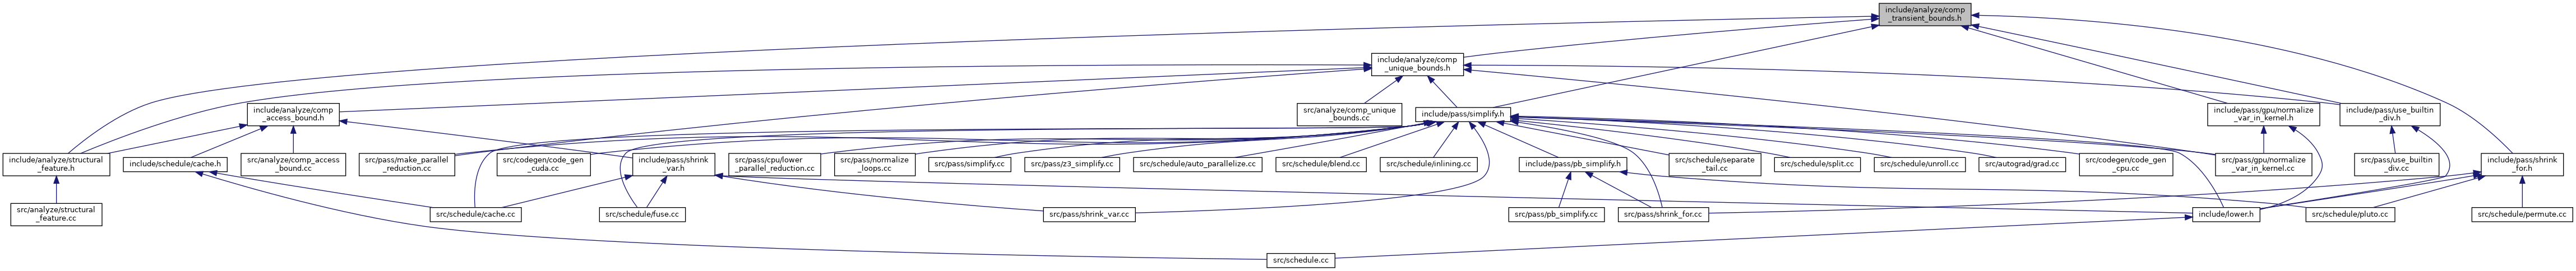 include/analyze/comp
_transient_bounds.h
include/analyze/comp
_unique_bounds.h
include/analyze/comp
_access_bound.h
src/analyze/comp_unique
_bounds.cc
include/pass/simplify.h
include/pass/gpu/normalize
_var_in_kernel.h
include/pass/use_builtin
_div.h
include/analyze/structural
_feature.h
include/schedule/cache.h
src/analyze/comp_access
_bound.cc
src/pass/make_parallel
_reduction.cc
src/codegen/code_gen
_cuda.cc
include/pass/shrink
_var.h
src/pass/cpu/lower
_parallel_reduction.cc
src/pass/normalize
_loops.cc
src/pass/simplify.cc
src/pass/z3_simplify.cc
src/schedule/auto_parallelize.cc
src/schedule/blend.cc
src/schedule/inlining.cc
include/pass/pb_simplify.h
src/schedule/separate
_tail.cc
src/schedule/split.cc
src/schedule/unroll.cc
src/autograd/grad.cc
src/codegen/code_gen
_cpu.cc
src/pass/gpu/normalize
_var_in_kernel.cc
src/pass/use_builtin
_div.cc
include/pass/shrink
_for.h
src/analyze/structural
_feature.cc
src/schedule/cache.cc
src/schedule/fuse.cc
src/pass/shrink_var.cc
src/pass/pb_simplify.cc
src/pass/shrink_for.cc
include/lower.h
src/schedule/pluto.cc
src/schedule/permute.cc
src/schedule.cc